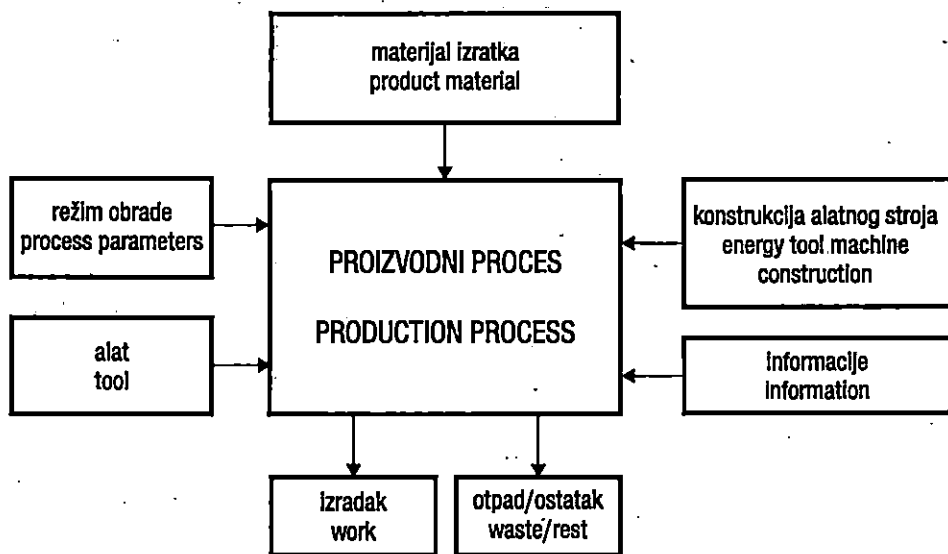 materijal izratka
product material
režim obrade
process parameters
PROIZVODNI PROCES
PRODUCTION PROCESS
konstrukcija alatnog stroja
energy tool machine
construction
alat
tool
informacije
information
izradak
work
otpad/ostatak
waste/rest